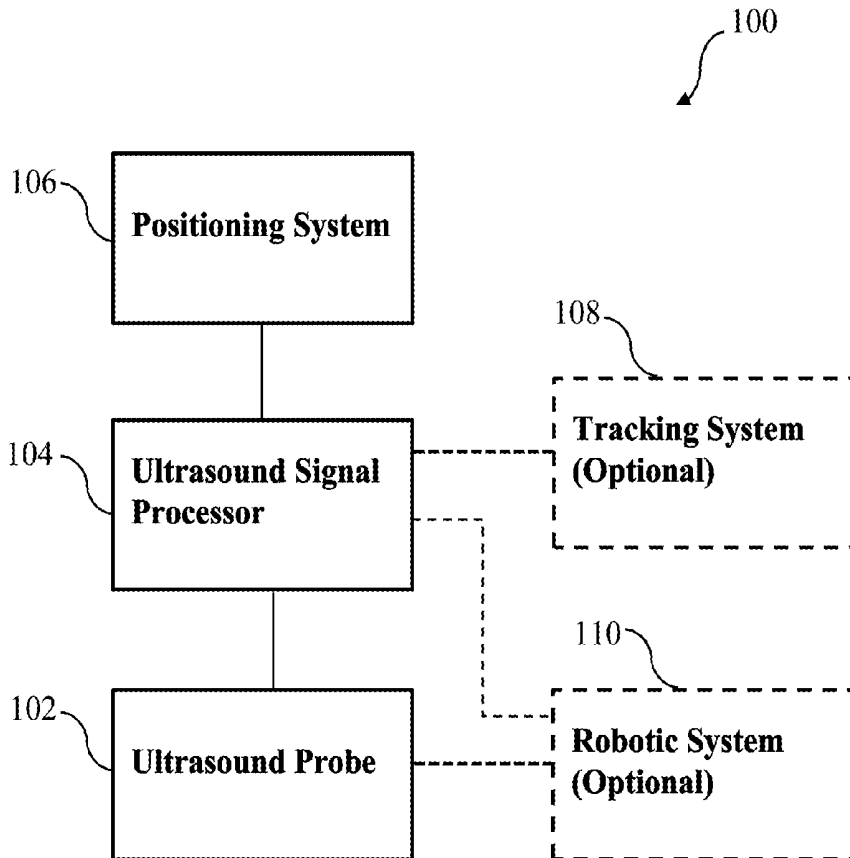 100
106
Positioning System
108
104
Ultrasound Signal
Processor
Tracking System
(Optional)
110
102
Ultrasound Probe
Robotic System
(Optional)